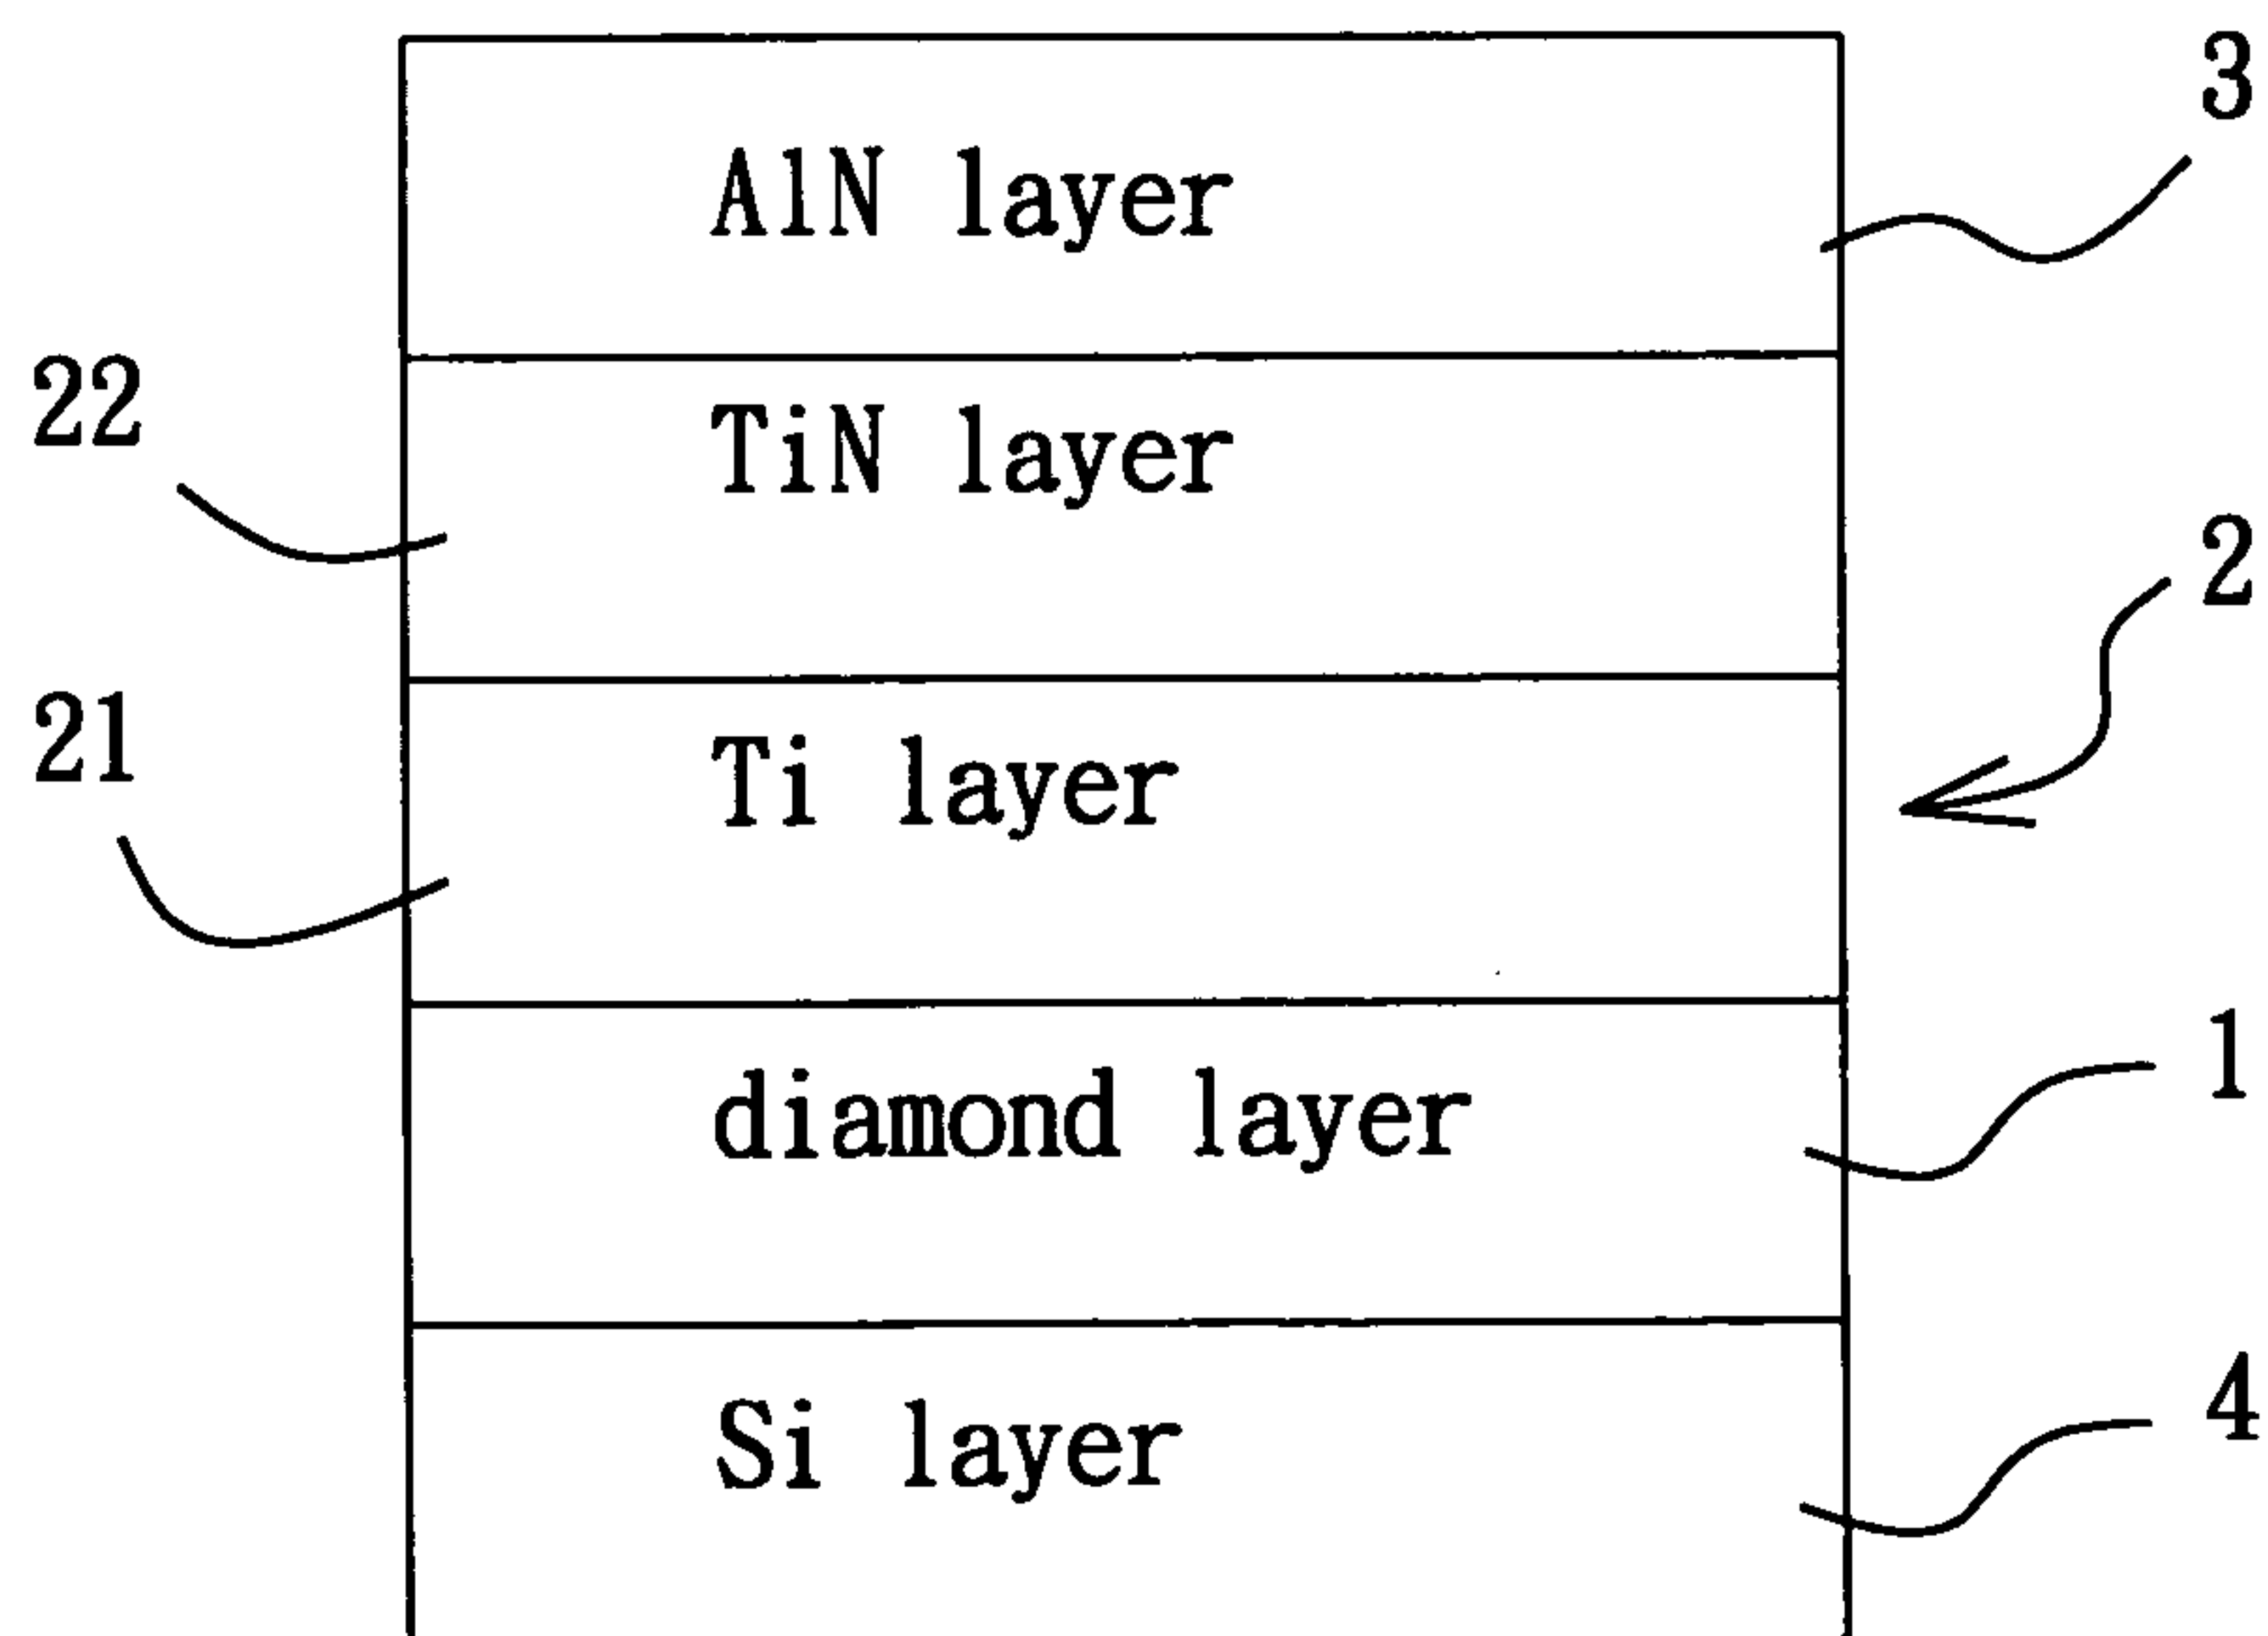 3
AlN layer
22
TiN layer
2
21
Ti layer
1
diamond layer
4
Si layer